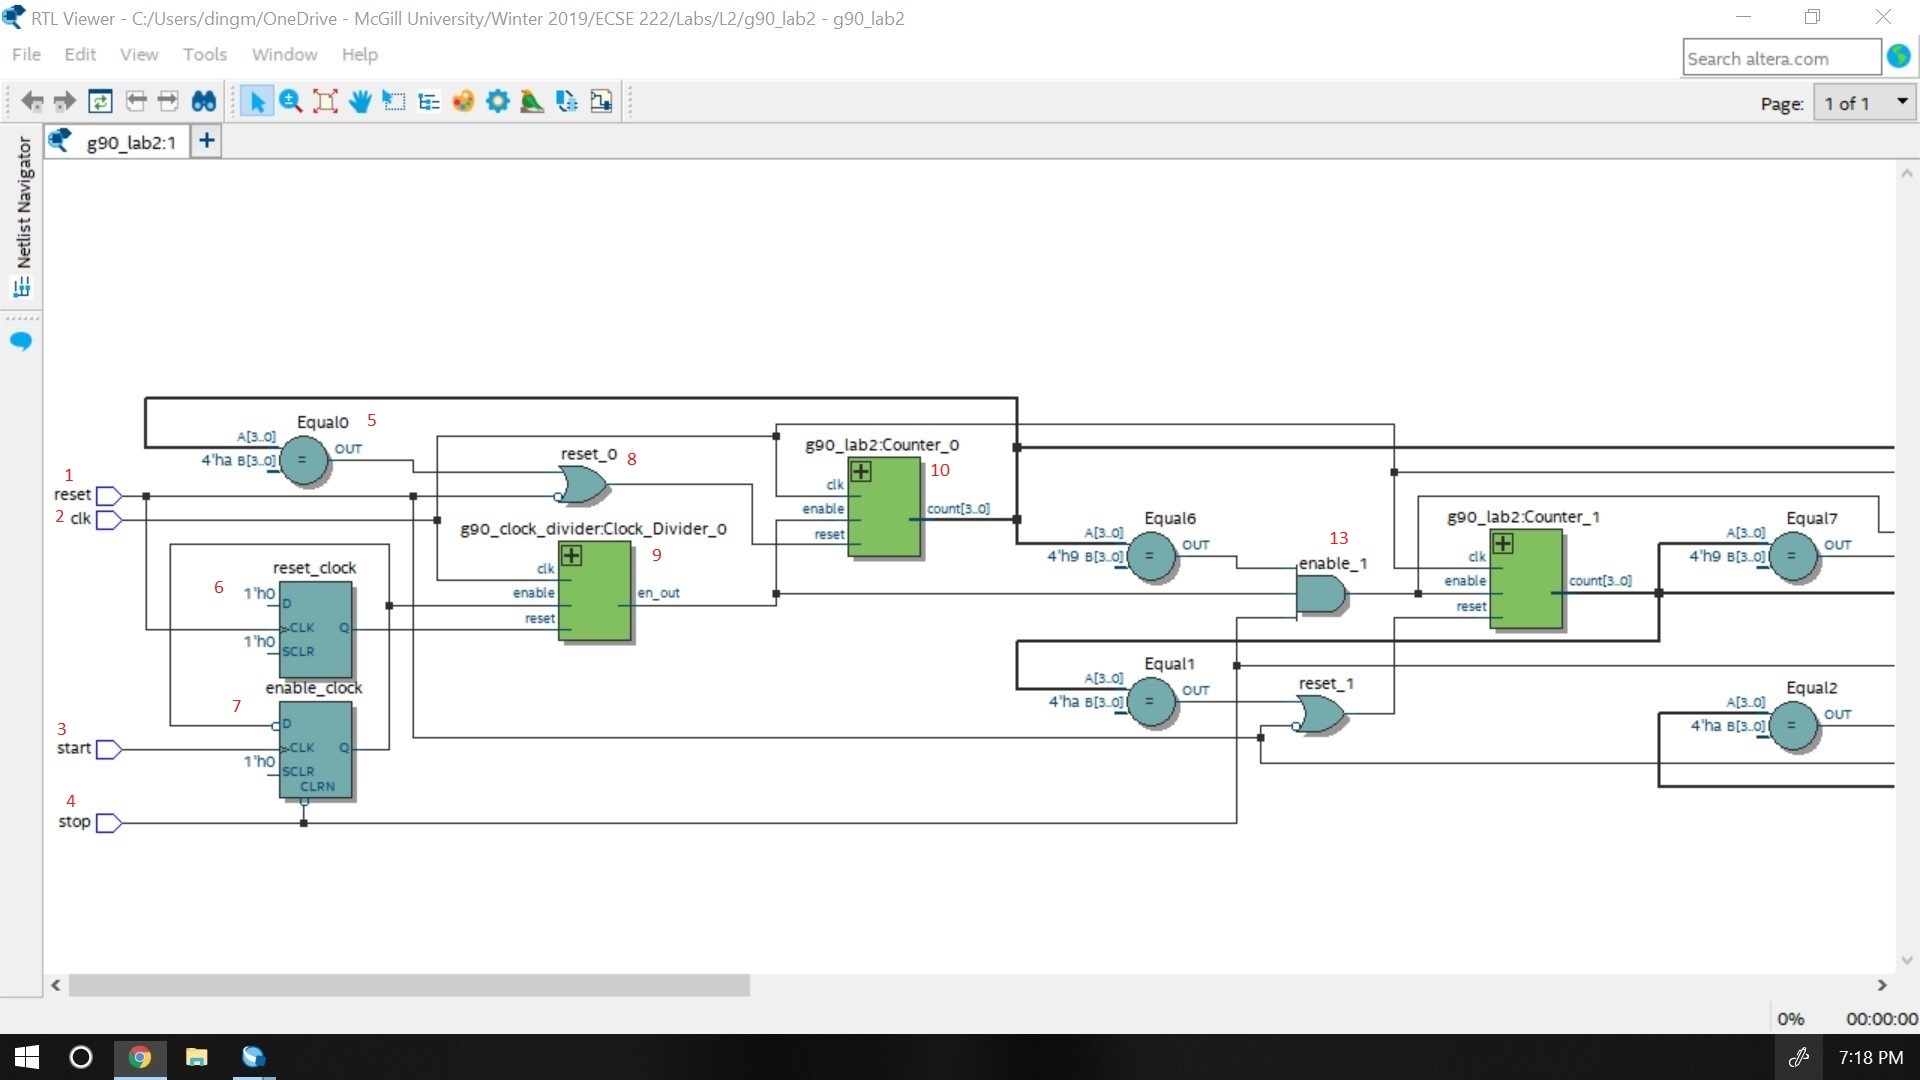 RTL Viewer - C:/Users/dingm/OneDrive - McGill University/Winter 2019/ECSE 222/Labs/L2/g90_lab2 - g90_lab2
File Edit View Tools Window Help
Search altera.com
Page: 1 of 1
Netlist Navigator
g90_lab2:1 +
Equal0 5
A[3..0]
OUT
4'ha B[3..0]
=
1
reset
2 clk
reset_0 8
g90_lab2:Counter_0
10
clk
enable
reset
count[3..0]
g90_clock_divider:Clock_Divider_0
9
clk
enable
reset
en_out
reset_clock
6
1'h0
D
CLK Q
1'h0
SCLR
enable_clock
7
D
3
start
CLK Q
1'h0
SCLR
CLRN
4
stop
Equal6
A[3..0]
OUT
4'h9 B[3..0]
=
13
enable_1
g90_lab2:Counter_1
clk
enable
reset
count[3..0]
Equal7
A[3..0]
OUT
4'h9 B[3..0]
=
Equal1
A[3..0]
OUT
4'ha B[3..0]
=
reset_1
Equal2
A[3..0]
OUT
4'ha B[3..0]
=
0% 00:00:00
7:18 PM